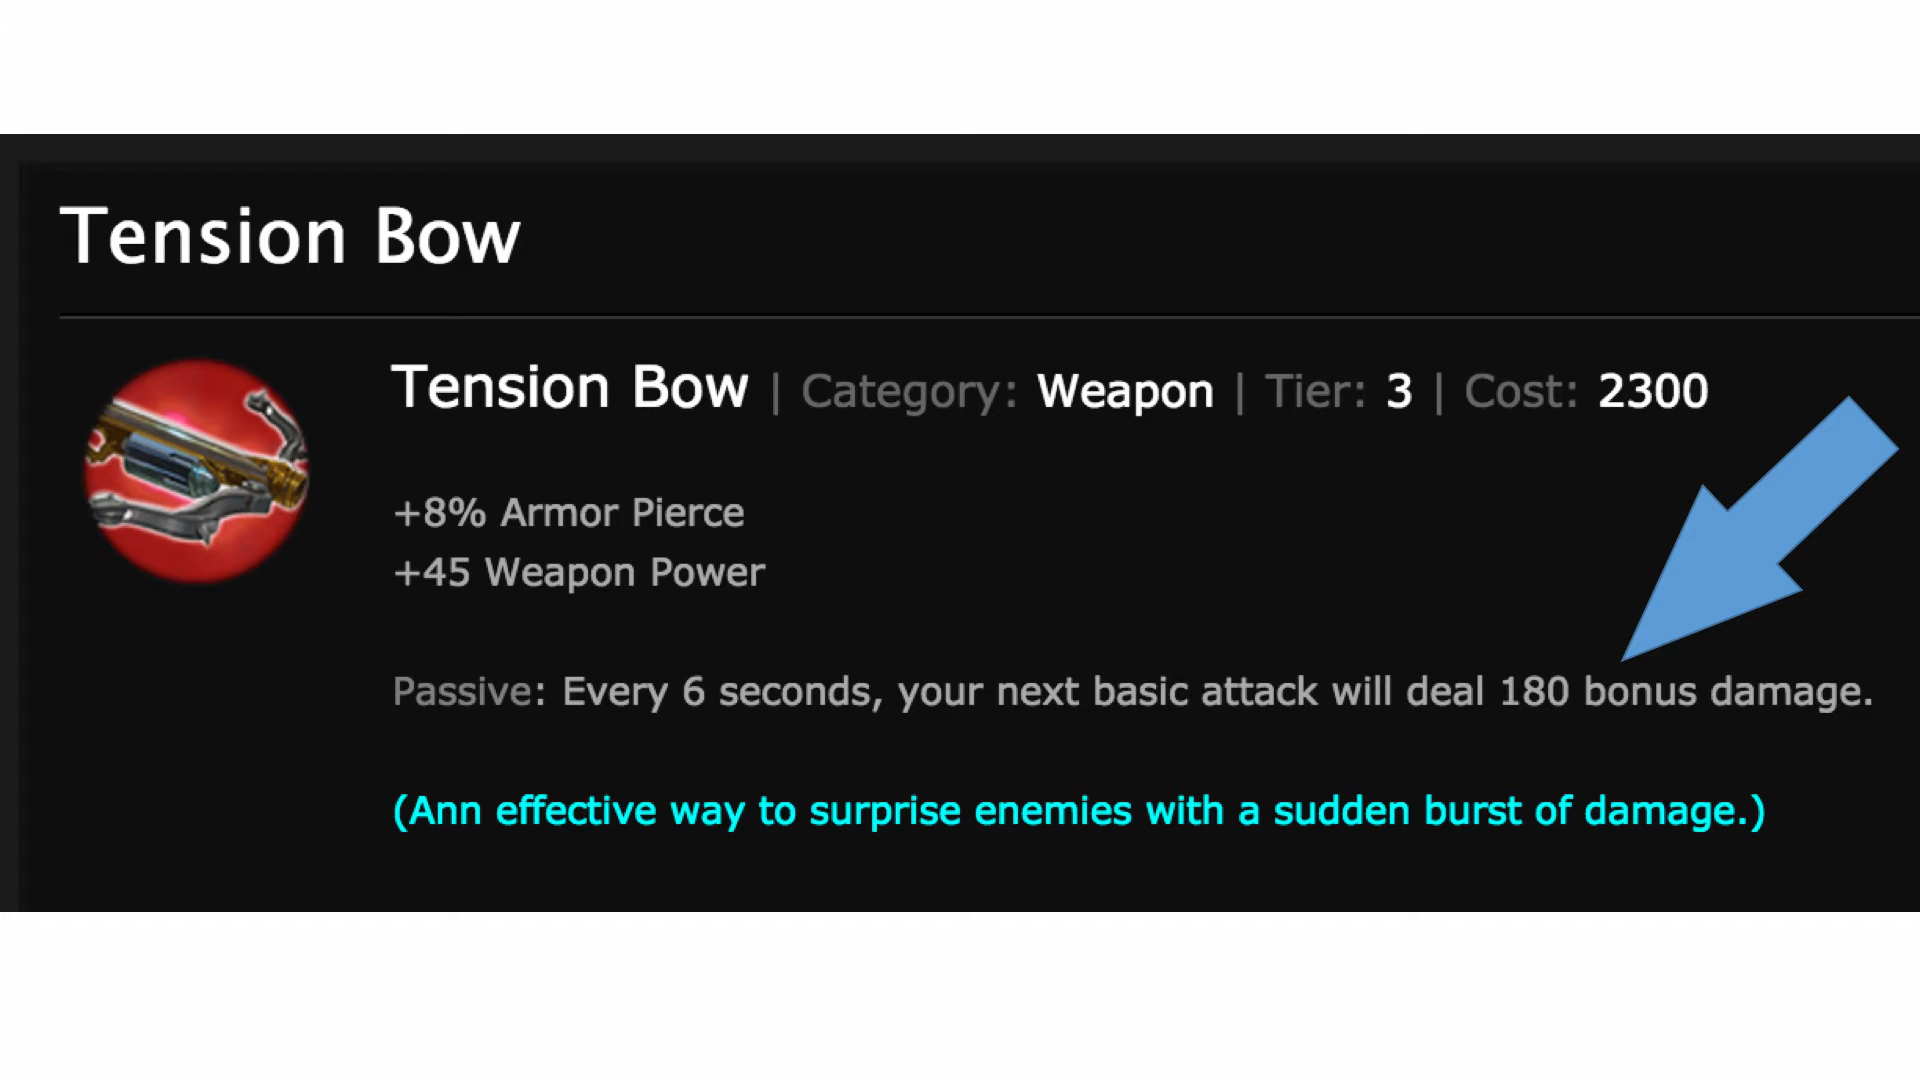 Tension Bow
Tension Bow | Category: Weapon | Tier: 3 | Cost: 2300
+8% Armor Pierce
+45 Weapon Power
Passive: Every 6 seconds, your next basic attack will deal 180 bonus damage.
(Ann effective way to surprise enemies with a sudden burst of damage.)